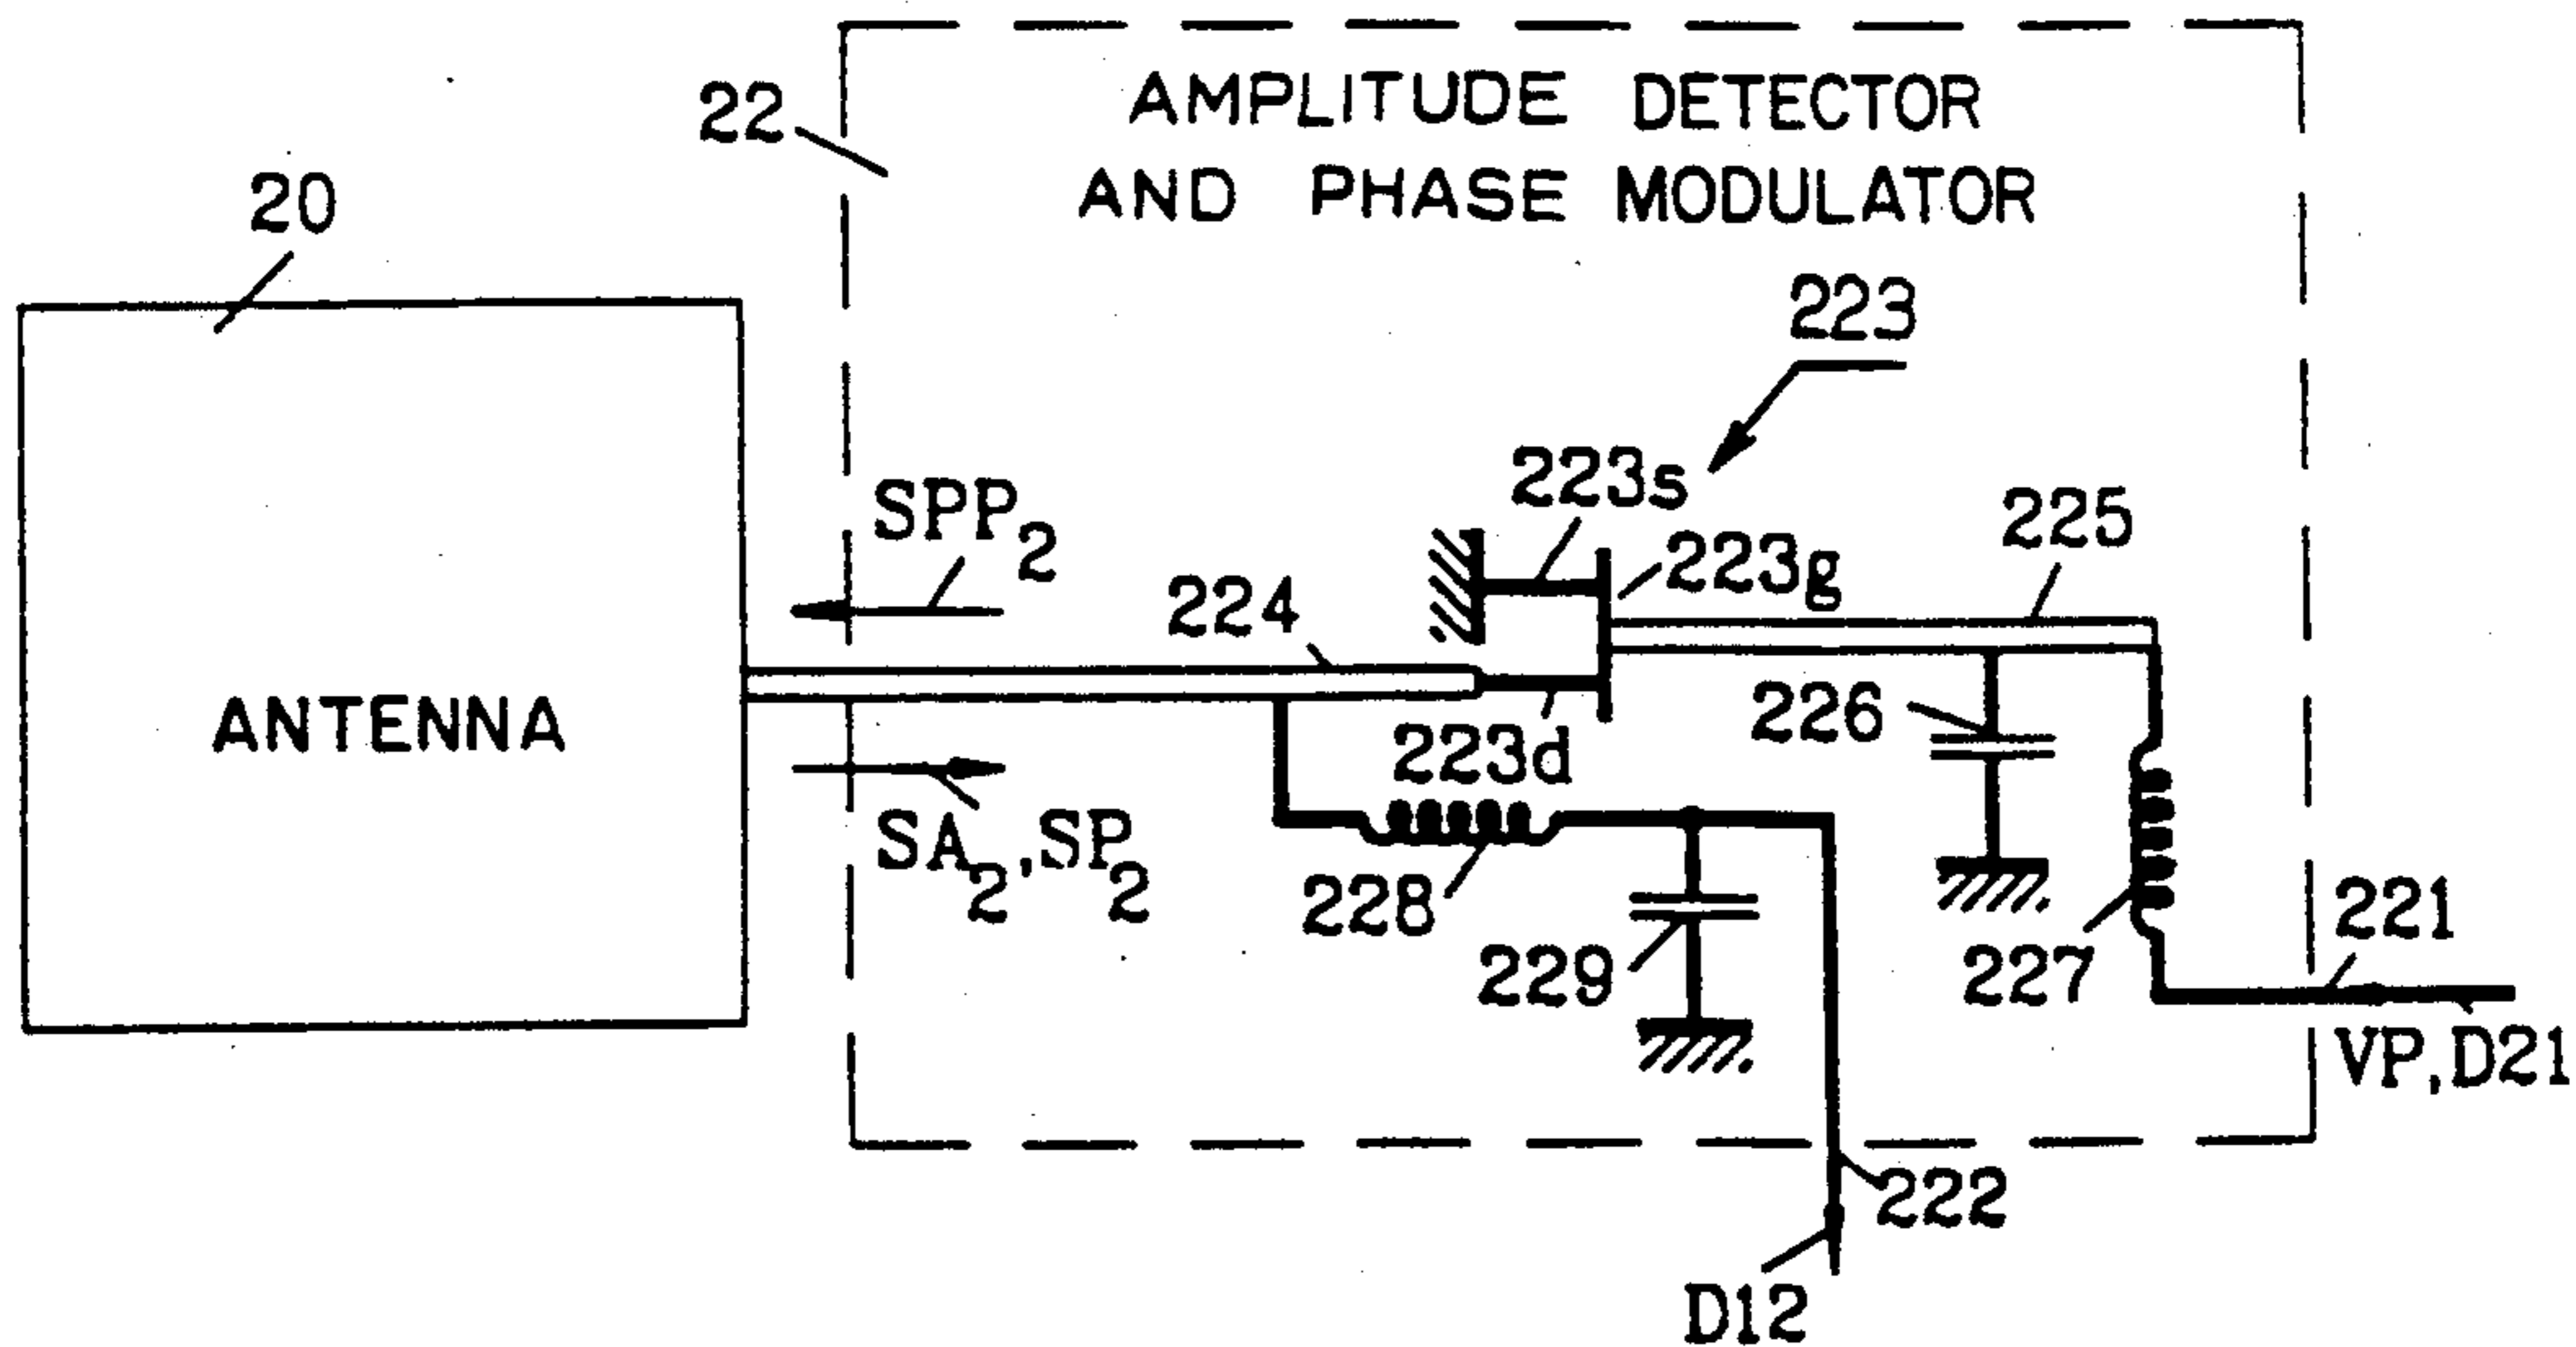 AMPLITUDE DETECTOR
AND PHASE MODULATOR
22
20
223
223s
SPP2
225
223g
224
226
ANTENNA
223d
SA2,SP2
228
221
229
227
VP,D21
222
D12